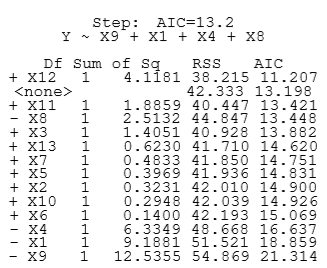 Step: AIC=13.2
Y ~ X9 + X1 + X4 + X8
Df Sum of Sq RSS AIC
+ X12 1 4.1181 38.215 11.207
<none> 42.333 13.198
+ X11 1 1.8859 40.447 13.421
- X8 1 2.5132 44.847 13.448
+ X3 1 1.4051 40.928 13.882
+ X13 1 0.6230 41.710 14.620
+ X7 1 0.4833 41.850 14.751
+ X5 1 0.3969 41.936 14.831
+ X2 1 0.3231 42.010 14.900
+ X10 1 0.2948 42.039 14.926
+ X6 1 0.1400 42.193 15.069
- X4 1 6.3349 48.668 16.637
- X1 1 9.1881 51.521 18.859
- X9 1 12.5355 54.869 21.314